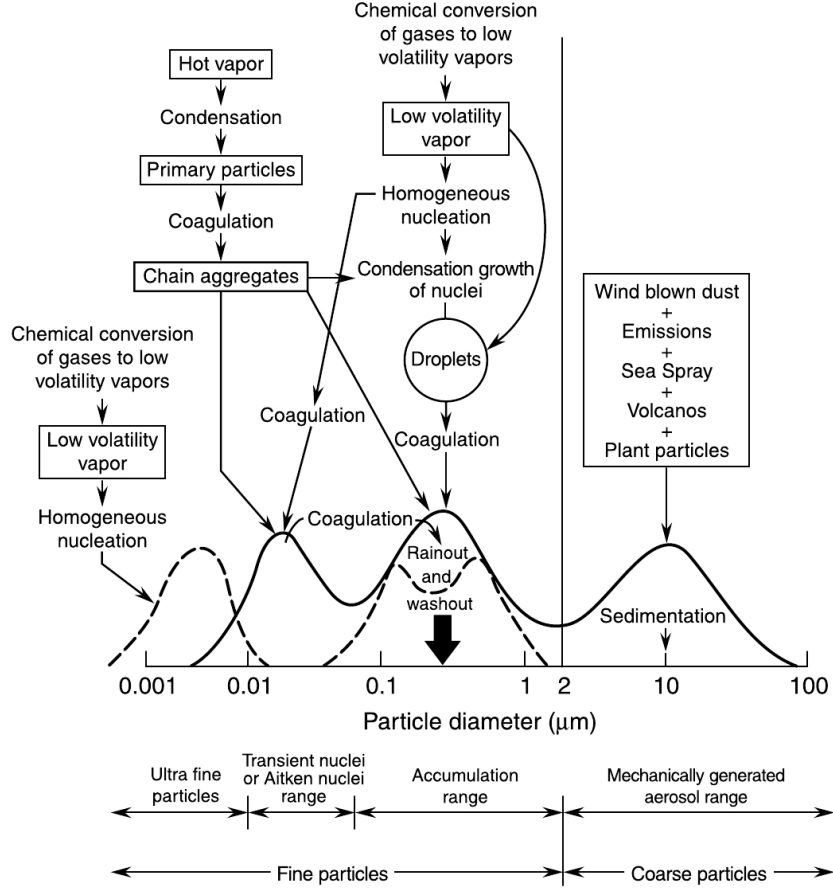 Chemical conversion
of gases to low
volatility vapors
Hot vapor
Condensation
Primary particles
Coagulation
Chain aggregates
Low volatility
vapor
Homogeneous
nucleation
Condensation growth
of nuclei
Droplets
Coagulation
Coagulation
Wind blown dust
+
Emissions
+
Sea Spray
+
Volcanos
+
Plant particles
Chemical conversion
of gases to low
volatility vapors
Low volatility
vapor
Homogeneous
nucleation
Coagulation
Rainout
and
washout
Sedimentation
0.001 0.01 0.1 1 2 10 100
Particle diameter (μm)
Ultra fine
particles
Transient nuclei
or Aitken nuclei
range
Accumulation
range
Mechanically generated
aerosol range
Fine particles
Coarse particles